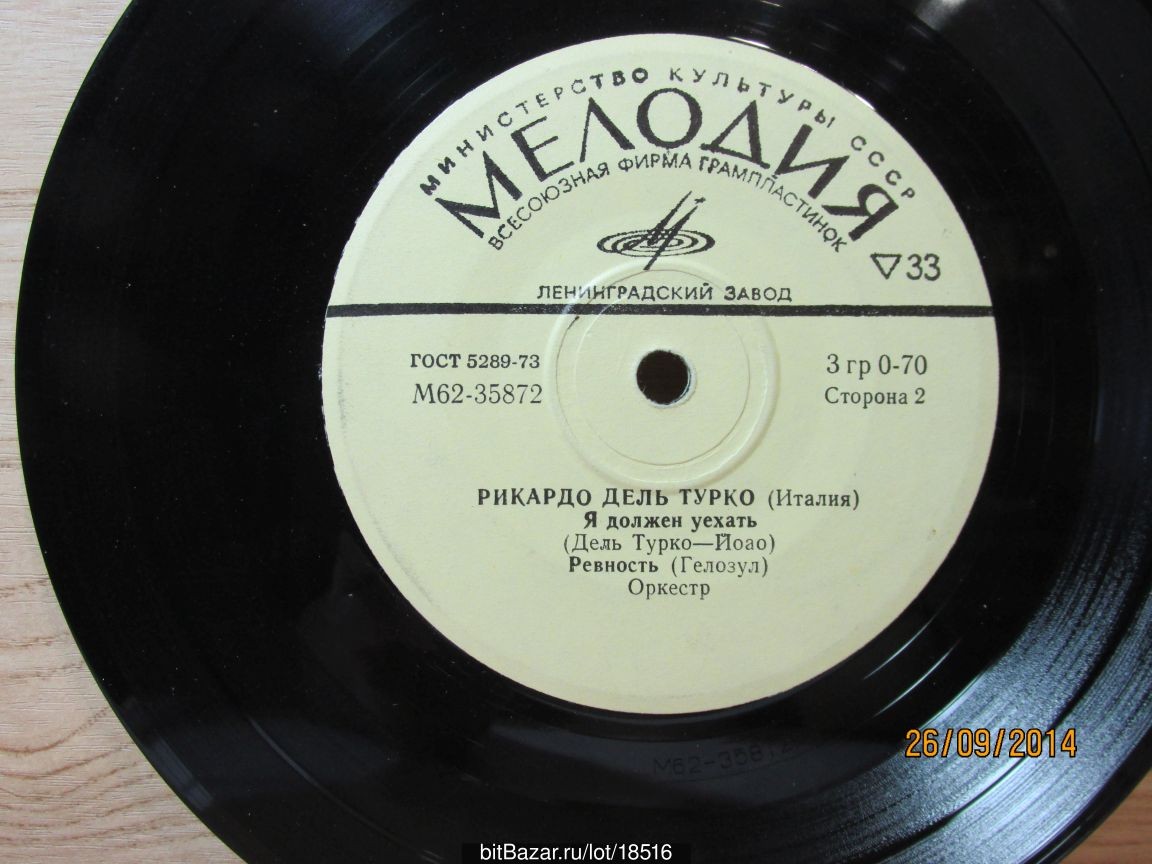 МИНИСТЕРСТВО КУЛЬТУРЫ СССР
МЕЛОДИЯ
ВСЕСОЮЗНАЯ ФИРМА ГРАМПЛАСТИНОК
▽33
ЛЕНИНГРАДСКИЙ ЗАВОД
ГОСТ 5289-73
М62-35872
3 гр 0-70
Сторона 2
РИКАРДО ДЕЛЬ ТУРКО (Италия)
Я должен уехать
(Дель Турко—Йоао)
Ревность (Гелозул)
Оркестр
М62-35872
26/09/2014
bitBazar.ru/lot/18516